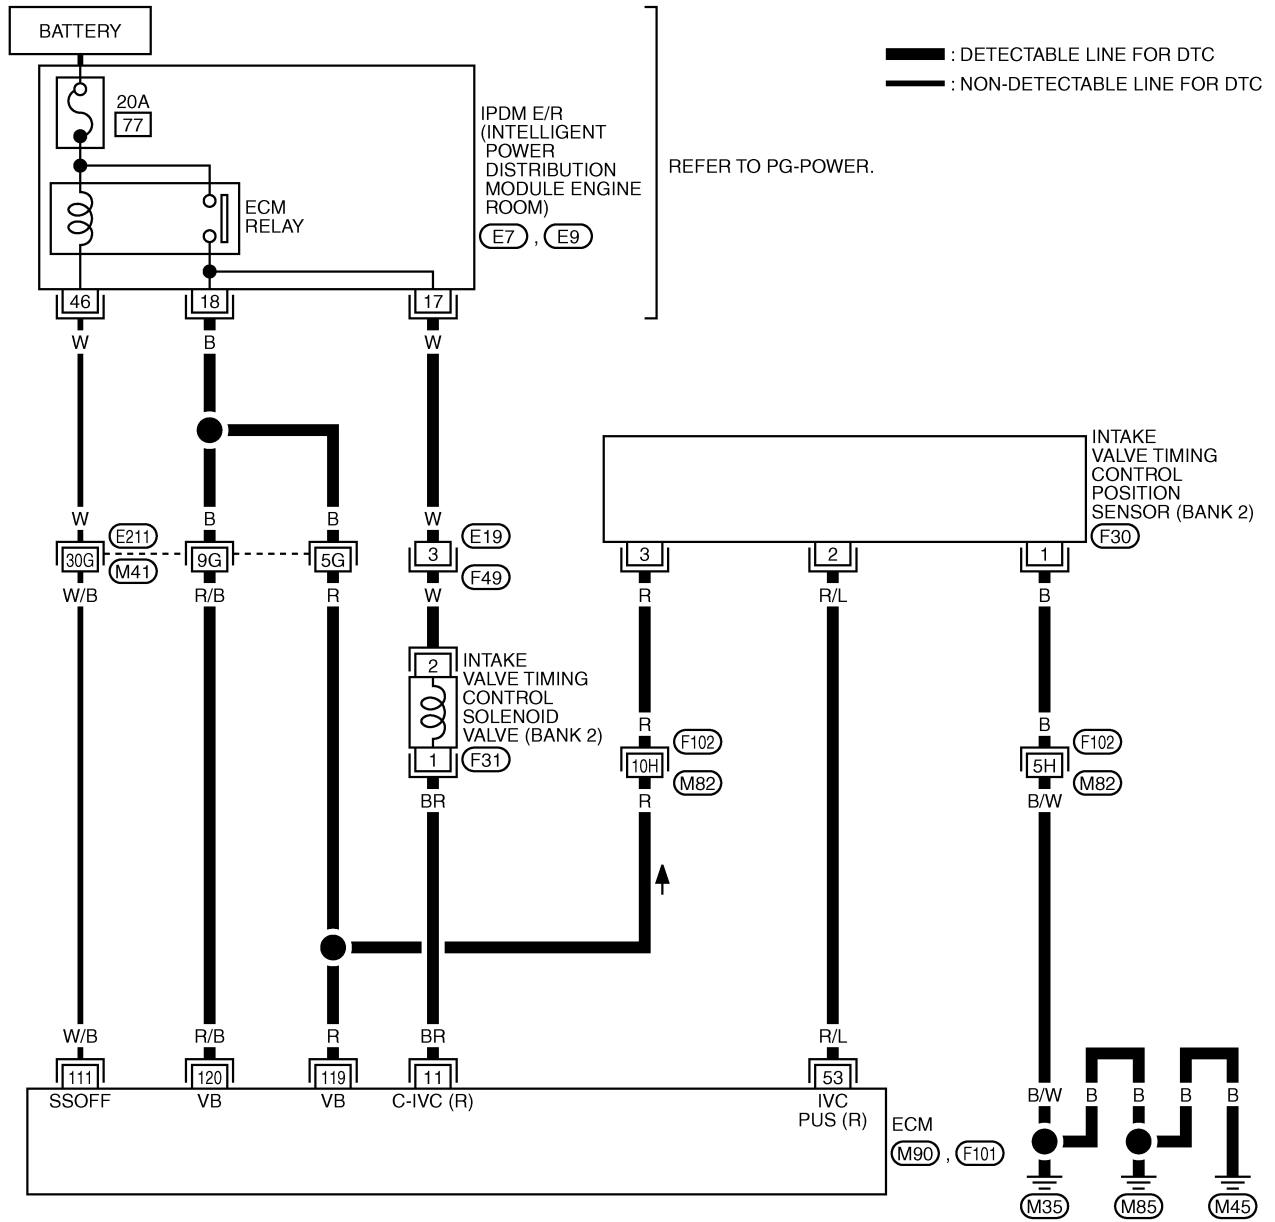 BATTERY
: DETECTABLE LINE FOR DTC
: NON-DETECTABLE LINE FOR DTC
20A
77
IPDM E/R
(INTELLIGENT
POWER
DISTRIBUTION
MODULE ENGINE
ROOM)
E7 , E9
REFER TO PG-POWER.
ECM
RELAY
46 18 17
W B W
W B B W
E211
M41
30G 9G 5G 3
E19
F49
W/B R/B R W
INTAKE
VALVE TIMING
CONTROL
POSITION
SENSOR (BANK 2)
F30
3 2 1
R R/L B
2
INTAKE
VALVE TIMING
CONTROL
SOLENOID
VALVE (BANK 2)
1 F31
BR
R B
10H F102
M82
5H F102
M82
R B/W
W/B R/B R BR R/L
111 120 119 11 53
SSOFF VB VB C-IVC (R) IVC
PUS (R)
ECM
M90 , F101
B/W B B B B
M35 M85 M45